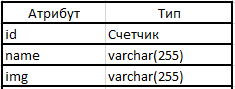 Атрибут Тип
id Счетчик
name varchar(255)
img varchar(255)